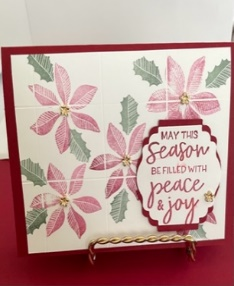 MAY THIS
Season
BE FILLED WITH
peace
& joy